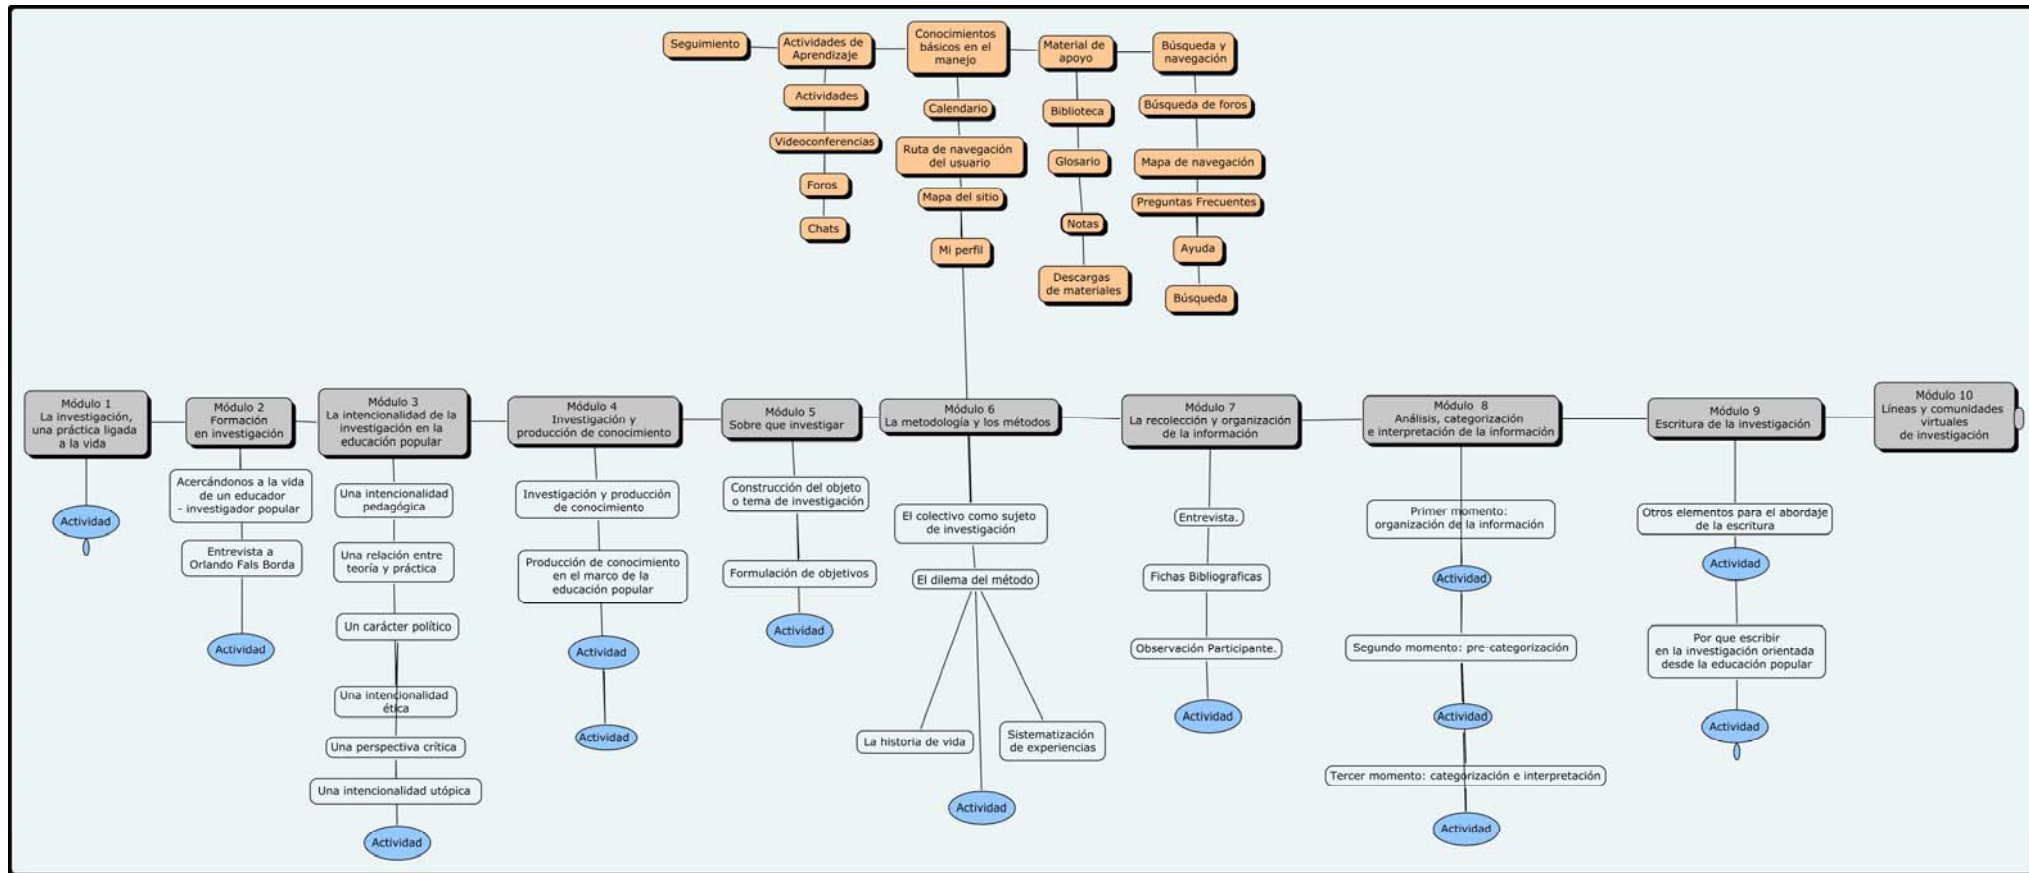 Seguimiento
Actividades de
Aprendizaje
Actividades
Videoconferencias
Foros
Chats
Conocimientos
básicos en el
manejo
Calendario
Ruta de navegación
del usuario
Mapa del sitio
Mi perfil
Material de
apoyo
Biblioteca
Glosario
Notas
Descargas
de materiales
Búsqueda y
navegación
Búsqueda de foros
Mapa de navegación
Preguntas Frecuentes
Ayuda
Búsqueda
Módulo 1
La investigación,
una práctica ligada
a la vida
Actividad
Módulo 2
Formación
en investigación
Acercándonos a la vida
de un educador
- investigador popular
Entrevista a
Orlando Fals Borda
Actividad
Módulo 3
La intencionalidad de la
investigación en la
educación popular
Una intencionalidad
pedagógica
Una relación entre
teoría y práctica
Un carácter político
Una intencionalidad
ética
Una perspectiva crítica
Una intencionalidad utópica
Actividad
Módulo 4
Investigación y
producción de conocimiento
Investigación y producción
de conocimiento
Producción de conocimiento
en el marco de la
educación popular
Actividad
Actividad
Módulo 5
Sobre que investigar
Construcción del objeto
o tema de investigación
Formulación de objetivos
Actividad
Módulo 6
La metodología y los métodos
El colectivo como sujeto
de investigación
El dilema del método
La historia de vida
Sistematización
de experiencias
Actividad
Módulo 7
La recolección y organización
de la información
Entrevista.
Fichas Bibliograficas
Observación Participante.
Actividad
Módulo 8
Análisis, categorización
e interpretación de la información
Primer momento:
organización de la información
Actividad
Segundo momento: pre-categorización
Actividad
Tercer momento: categorización e interpretación
Actividad
Módulo 9
Escritura de la investigación
Otros elementos para el abordaje
de la escritura
Actividad
Por que escribir
en la investigación orientada
desde la educación popular
Actividad
Módulo 10
Líneas y comunidades
virtuales
de investigación